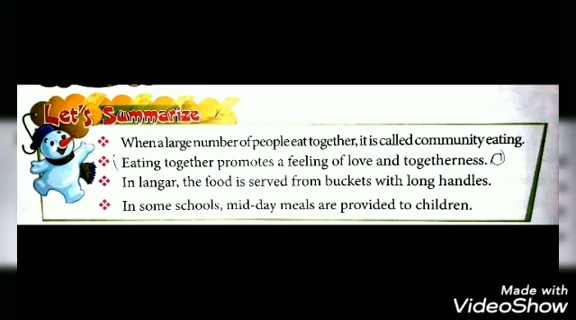 Let's Summarize
When a large number of people eat together, it is called community eating.
Eating together promotes a feeling of love and togetherness.
In langar, the food is served from buckets with long handles.
In some schools, mid-day meals are provided to children.
Made with
VideoShow